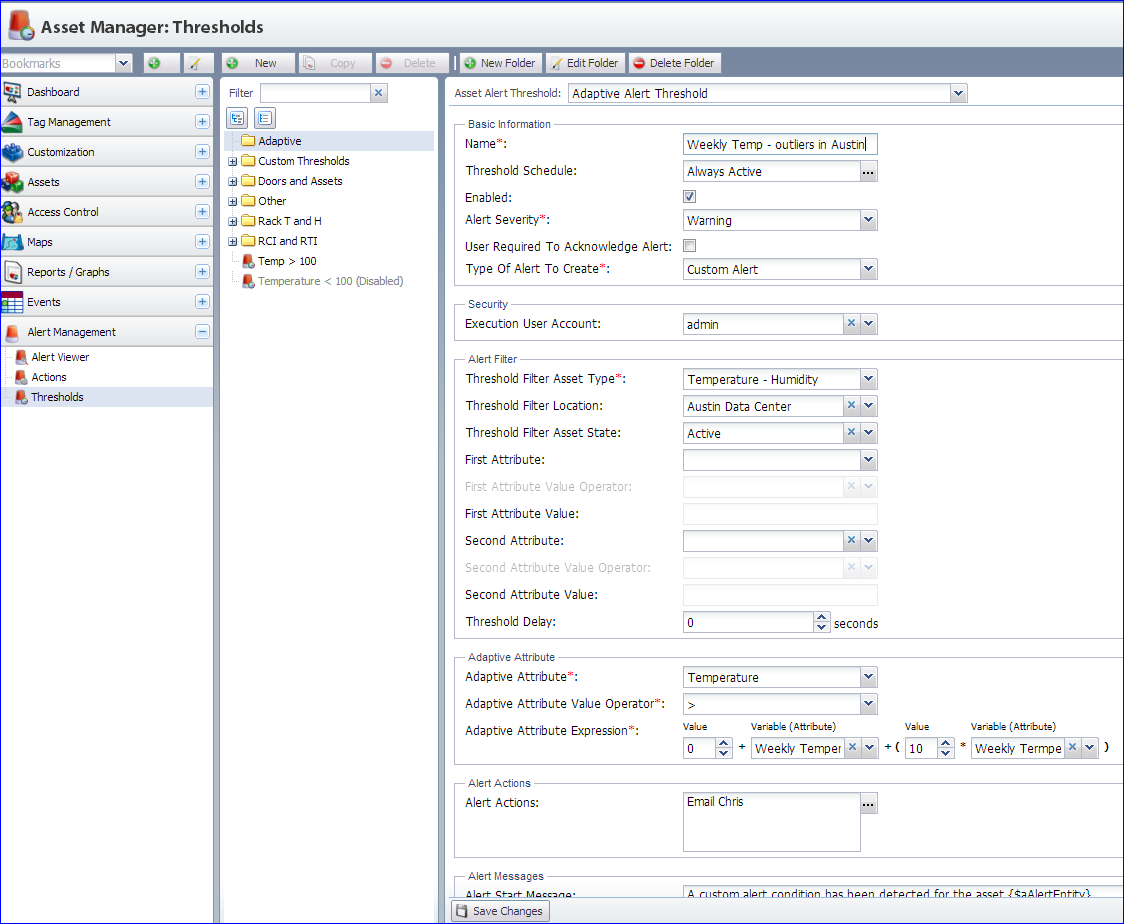 Asset Manager: Thresholds
Bookmarks
New
Copy
Delete
New Folder
Edit Folder
Delete Folder
Dashboard
Tag Management
Customization
Assets
Access Control
Maps
Reports / Graphs
Events
Alert Management
Alert Viewer
Actions
Thresholds
Filter
Adaptive
Custom Thresholds
Doors and Assets
Other
Rack T and H
RCI and RTI
Temp > 100
Temperature < 100 (Disabled)
Asset Alert Threshold: Adaptive Alert Threshold
Basic Information
Name*: Weekly Temp - outliers in Austin
Threshold Schedule: Always Active ...
Enabled:
Alert Severity*: Warning
User Required To Acknowledge Alert:
Type Of Alert To Create*: Custom Alert
Security
Execution User Account: admin
Alert Filter
Threshold Filter Asset Type*: Temperature - Humidity
Threshold Filter Location: Austin Data Center
Threshold Filter Asset State: Active
First Attribute:
First Attribute Value Operator:
First Attribute Value:
Second Attribute:
Second Attribute Value Operator:
Second Attribute Value:
Threshold Delay: 0 seconds
Adaptive Attribute
Adaptive Attribute*: Temperature
Adaptive Attribute Value Operator*: >
Value Variable (Attribute) Value Variable (Attribute)
Adaptive Attribute Expression*: 0 + Weekly Temper + ( 10 * Weekly Termpe )
Alert Actions
Alert Actions: Email Chris ...
Alert Messages
Alert Start Message: A custom alert condition has been detected for the asset {$aAlertEntity}
Save Changes